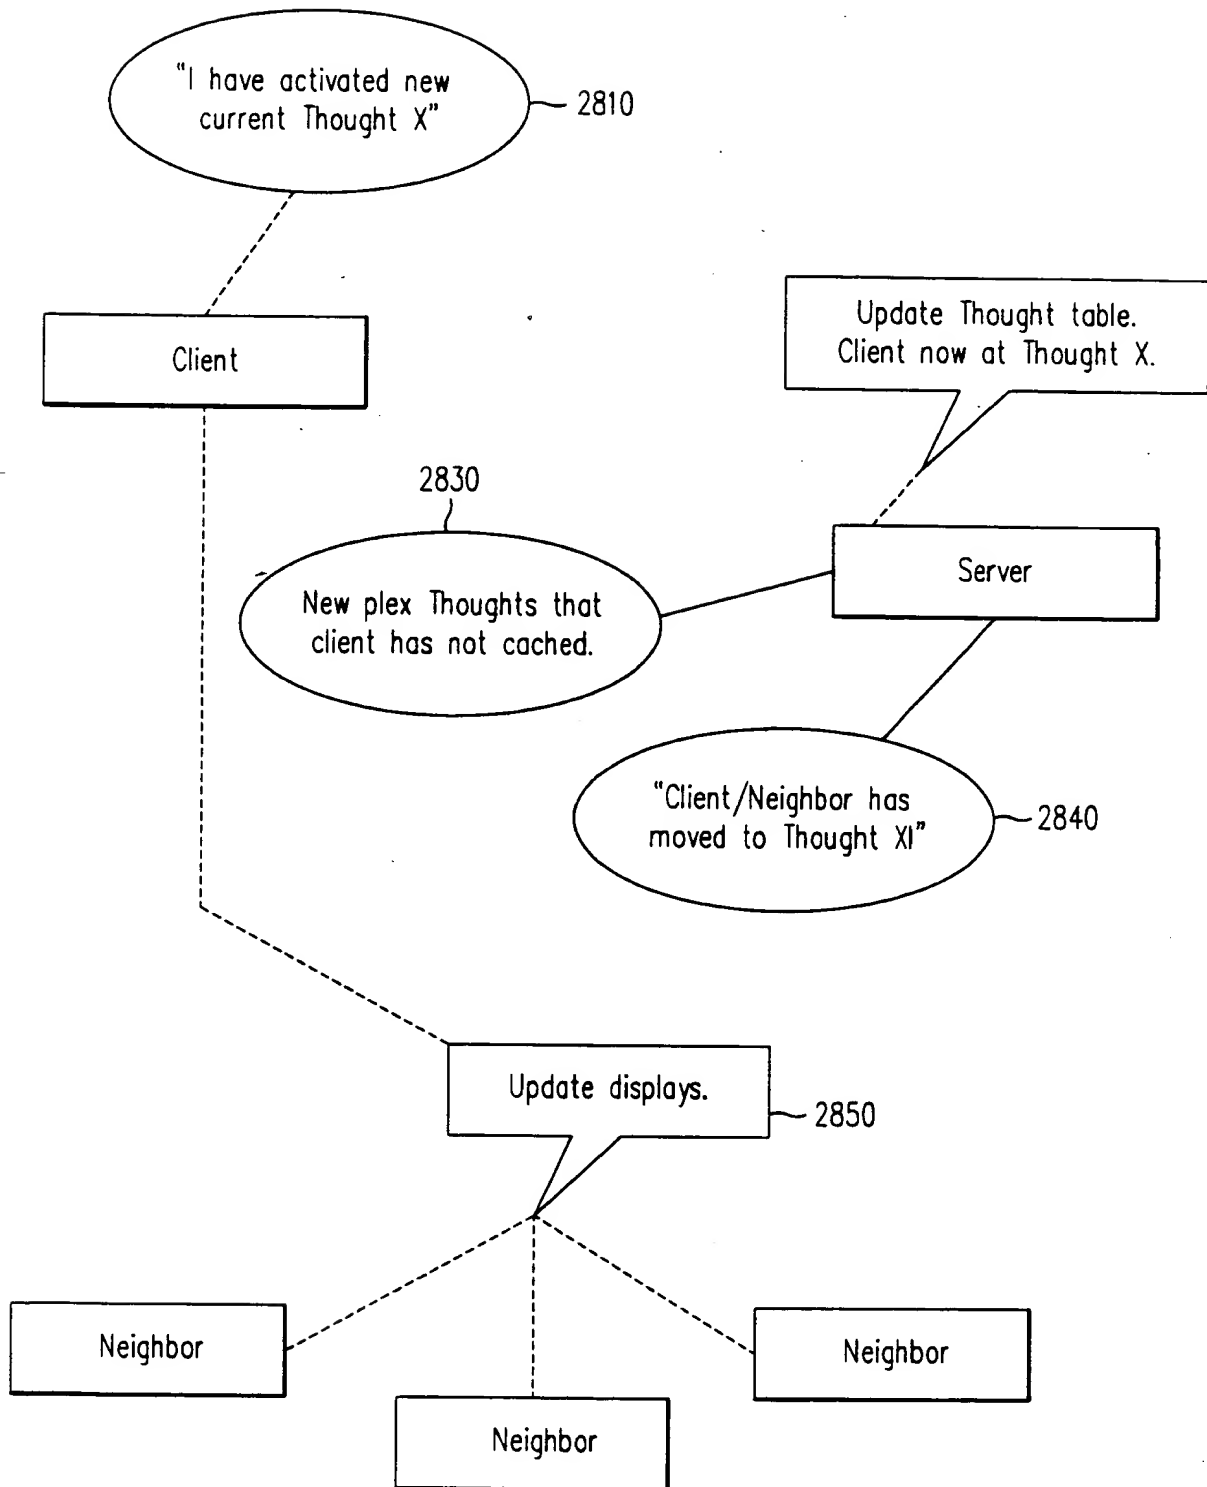 "I have activated new
current Thought X"
2810
Client
Update Thought table.
Client now at Thought X.
2830
New plex Thoughts that
client has not cached.
Server
"Client/Neighbor has
moved to Thought X|"
2840
Update displays.
2850
Neighbor
Neighbor
Neighbor